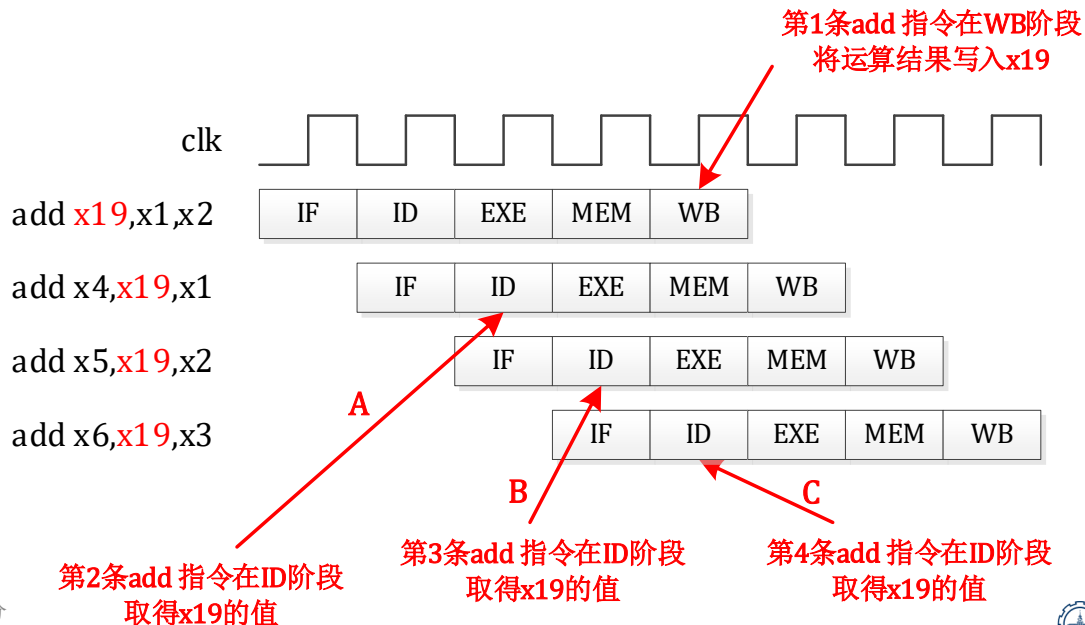 第1条add 指令在WB阶段
将运算结果写入x19
clk
add x19,x1,x2
IF ID EXE MEM WB
add x4,x19,x1
IF ID EXE MEM WB
add x5,x19,x2
IF ID EXE MEM WB
A
add x6,x19,x3
IF ID EXE MEM WB
B
C
第2条add 指令在ID阶段
取得x19的值
第3条add 指令在ID阶段
取得x19的值
第4条add 指令在ID阶段
取得x19的值